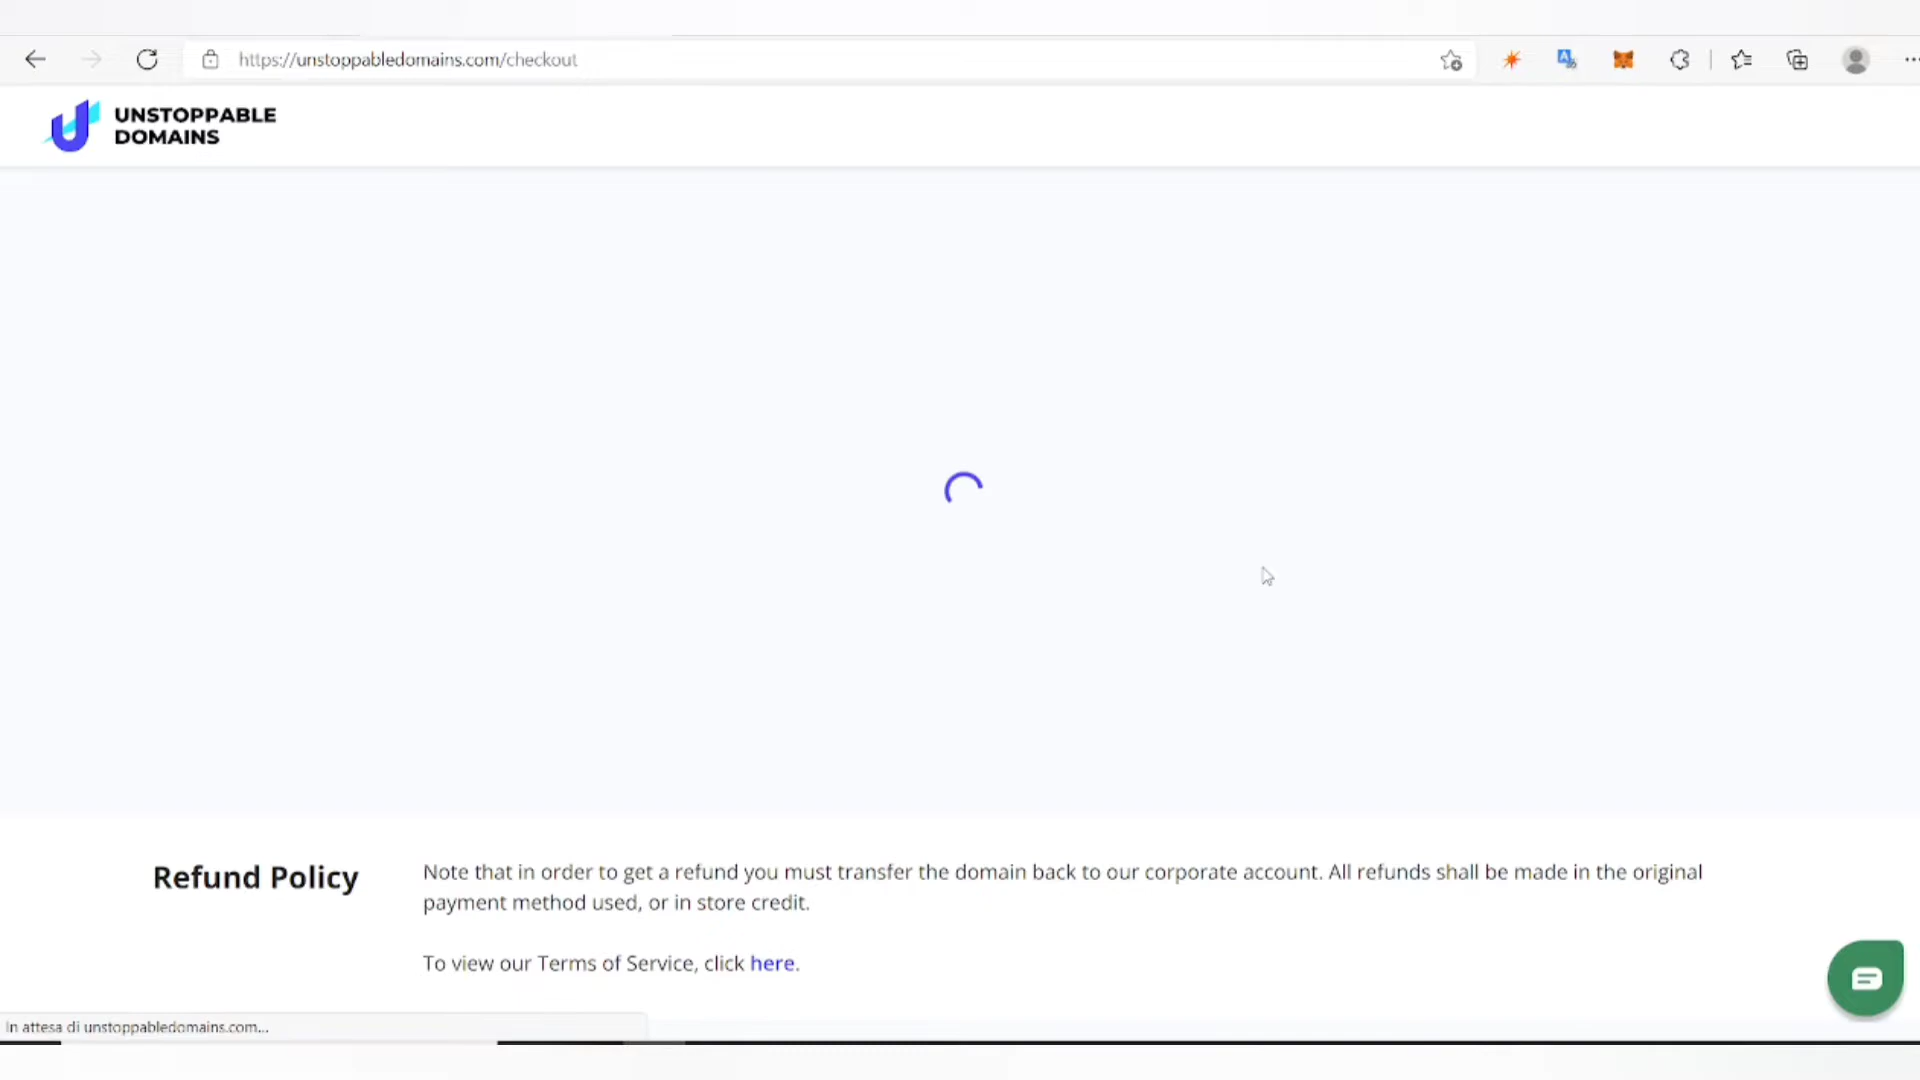 https://unstoppabledomains.com/checkout
UNSTOPPABLE
DOMAINS
Refund Policy
Note that in order to get a refund you must transfer the domain back to our corporate account. All refunds shall be made in the original
payment method used, or in store credit.
To view our Terms of Service, click here.
In attesa di unstoppabledomains.com...